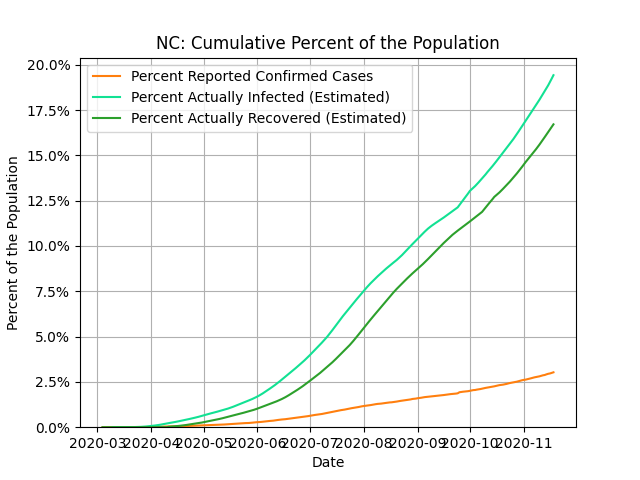 NC: Cumulative Percent of the Population
Percent Reported Confirmed Cases
Percent Actually Infected (Estimated)
Percent Actually Recovered (Estimated)
Percent of the Population
20.0%
17.5%
15.0%
12.5%
10.0%
7.5%
5.0%
2.5%
0.0%
2020-03 2020-04 2020-05 2020-06 2020-07 2020-08 2020-09 2020-10 2020-11
Date